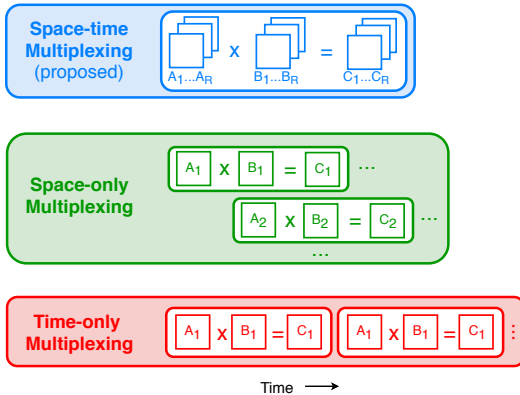 Space-time
Multiplexing
(proposed)
x =
A1...AR B1...BR C1...CR
Space-only
Multiplexing
A1 x B1 = C1 ...
A2 x B2 = C2 ...
...
Time-only
Multiplexing
A1 x B1 = C1 A1 x B1 = C1 ...
Time →